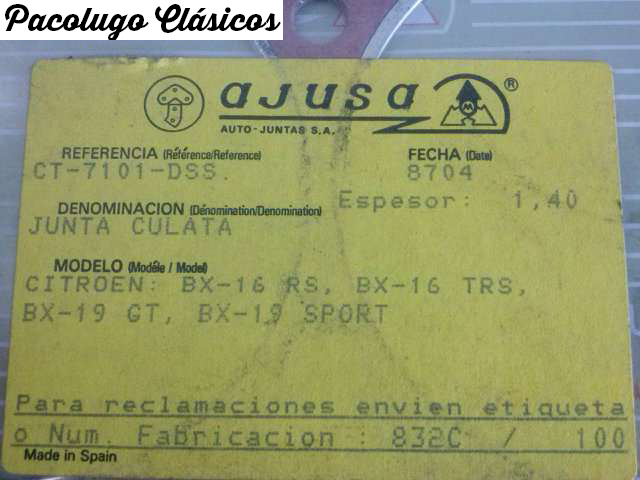 Pacolugo Clásicos
ajusa ®
AUTO-JUNTAS S.A.
REFERENCIA (Référence/Reference) FECHA (Date)
CT-7101-DSS. 8704
Espesor: 1,40
DENOMINACION (Dénomination/Denomination)
JUNTA CULATA
MODELO (Modéle / Model)
CITROEN: BX-16 RS, BX-16 TRS,
BX-19 GT, BX-19 SPORT
Para reclamaciones envien etiqueta
o Num. Fabricacion : 832C / 100
Made in Spain